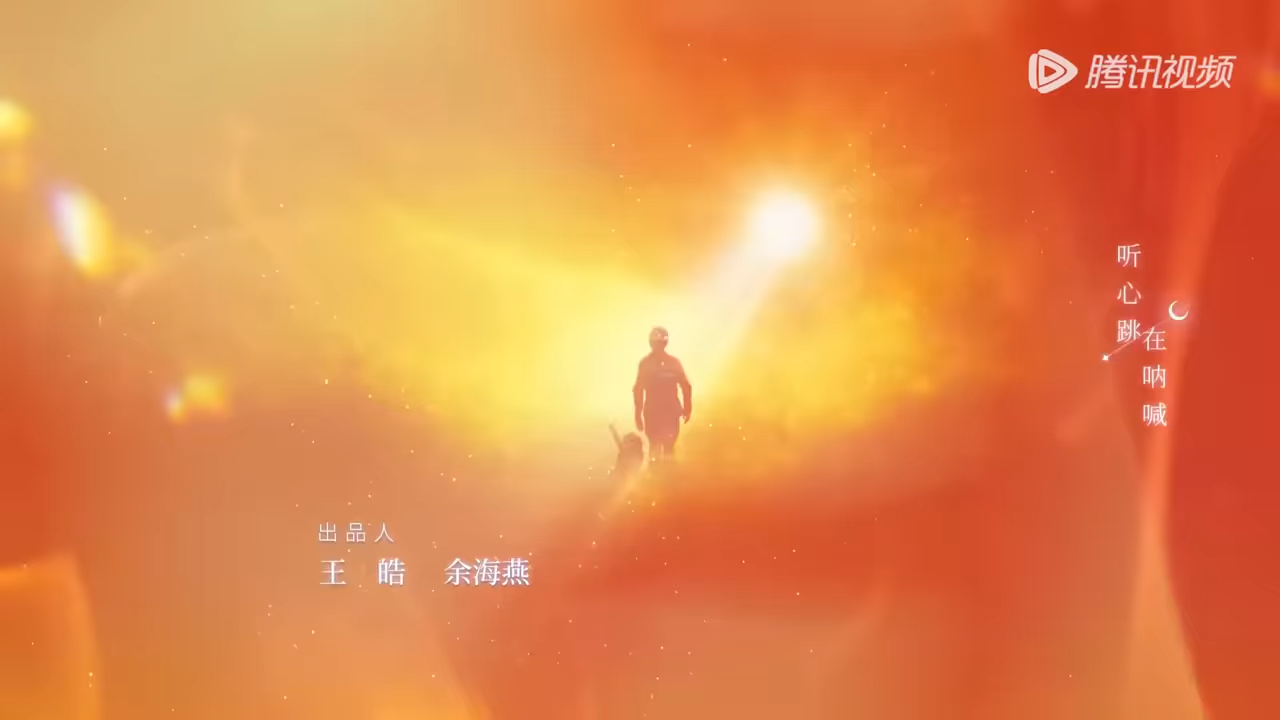 腾讯视频
听心跳
在呐喊
出品人
王 皓 余海燕